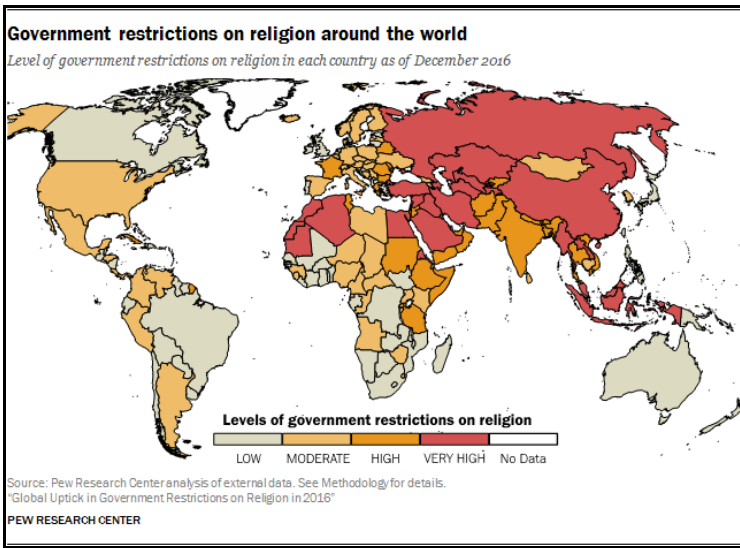 Government restrictions on religion around the world
Level of government restrictions on religion in each country as of December 2016
Levels of government restrictions on religion
LOW MODERATE HIGH VERY HIGH No Data
Source: Pew Research Center analysis of external data. See Methodology for details.
“Global Uptick in Government Restrictions on Religion in 2016”
PEW RESEARCH CENTER